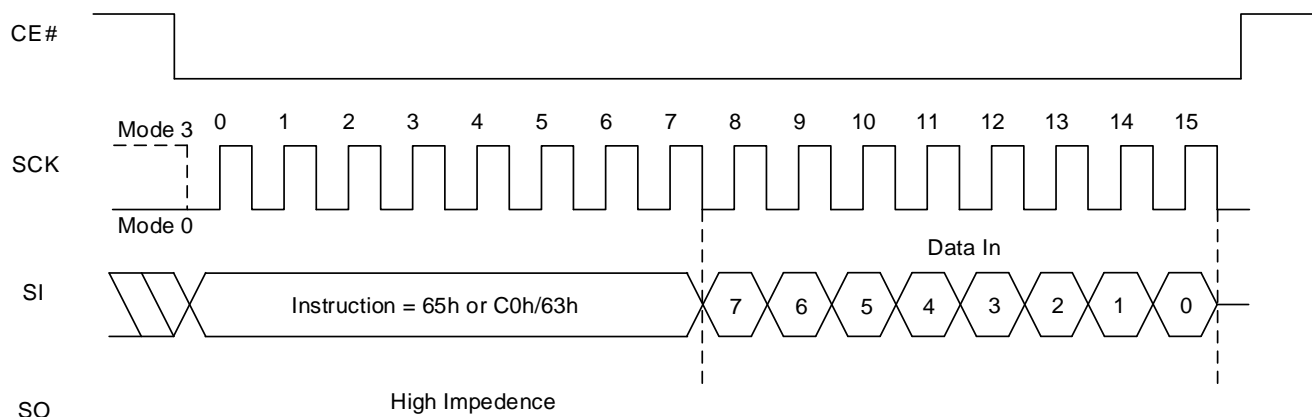 CE#
Mode 3 0 1 2 3 4 5 6 7 8 9 10 11 12 13 14 15
SCK
Mode 0
Data In
SI Instruction = 65h or C0h/63h 7 6 5 4 3 2 1 0
High Impedence
SO